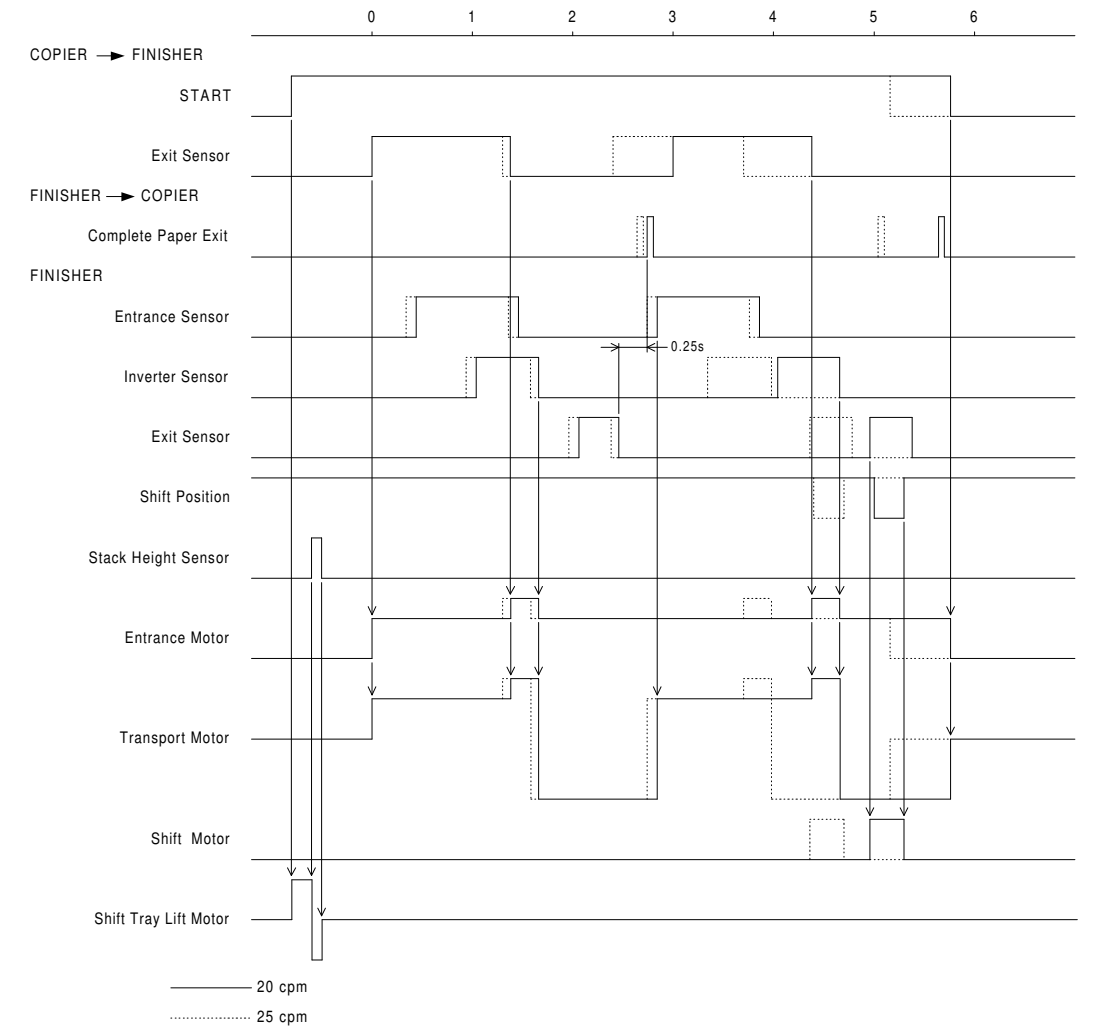 0 1 2 3 4 5 6
COPIER FINISHER
START
Exit Sensor
FINISHER COPIER
Complete Paper Exit
FINISHER
Entrance Sensor
0.25s
Inverter Sensor
Exit Sensor
Shift Position
Stack Height Sensor
Entrance Motor
Transport Motor
Shift Motor
Shift Tray Lift Motor
20 cpm
25 cpm